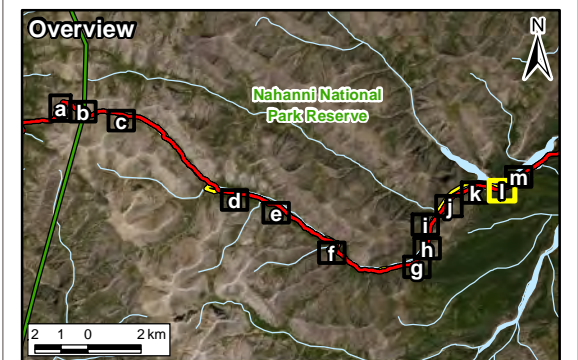 Overview
N
Nahanni National
Park Reserve
a
b
c
d
e
f
g
h
i
j
k
l
m
2 1 0 2 km